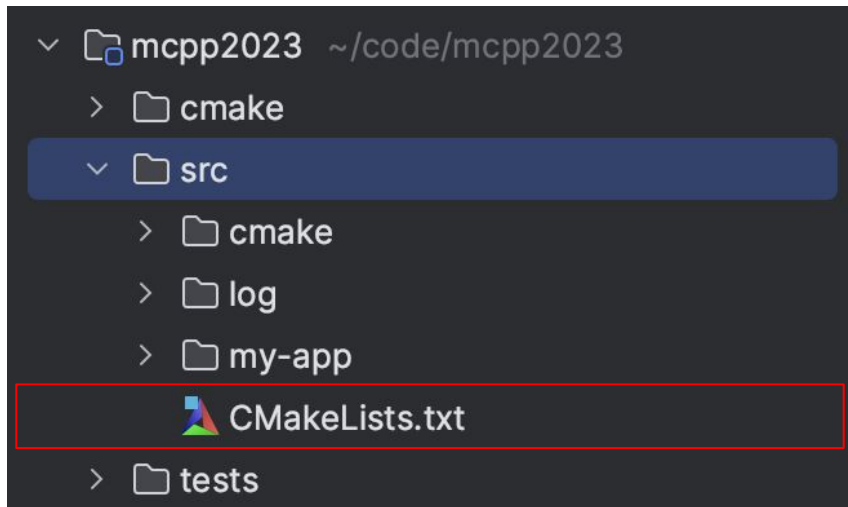 mcpp2023 ~/code/mcpp2023
cmake
src
cmake
log
my-app
CMakeLists.txt
tests